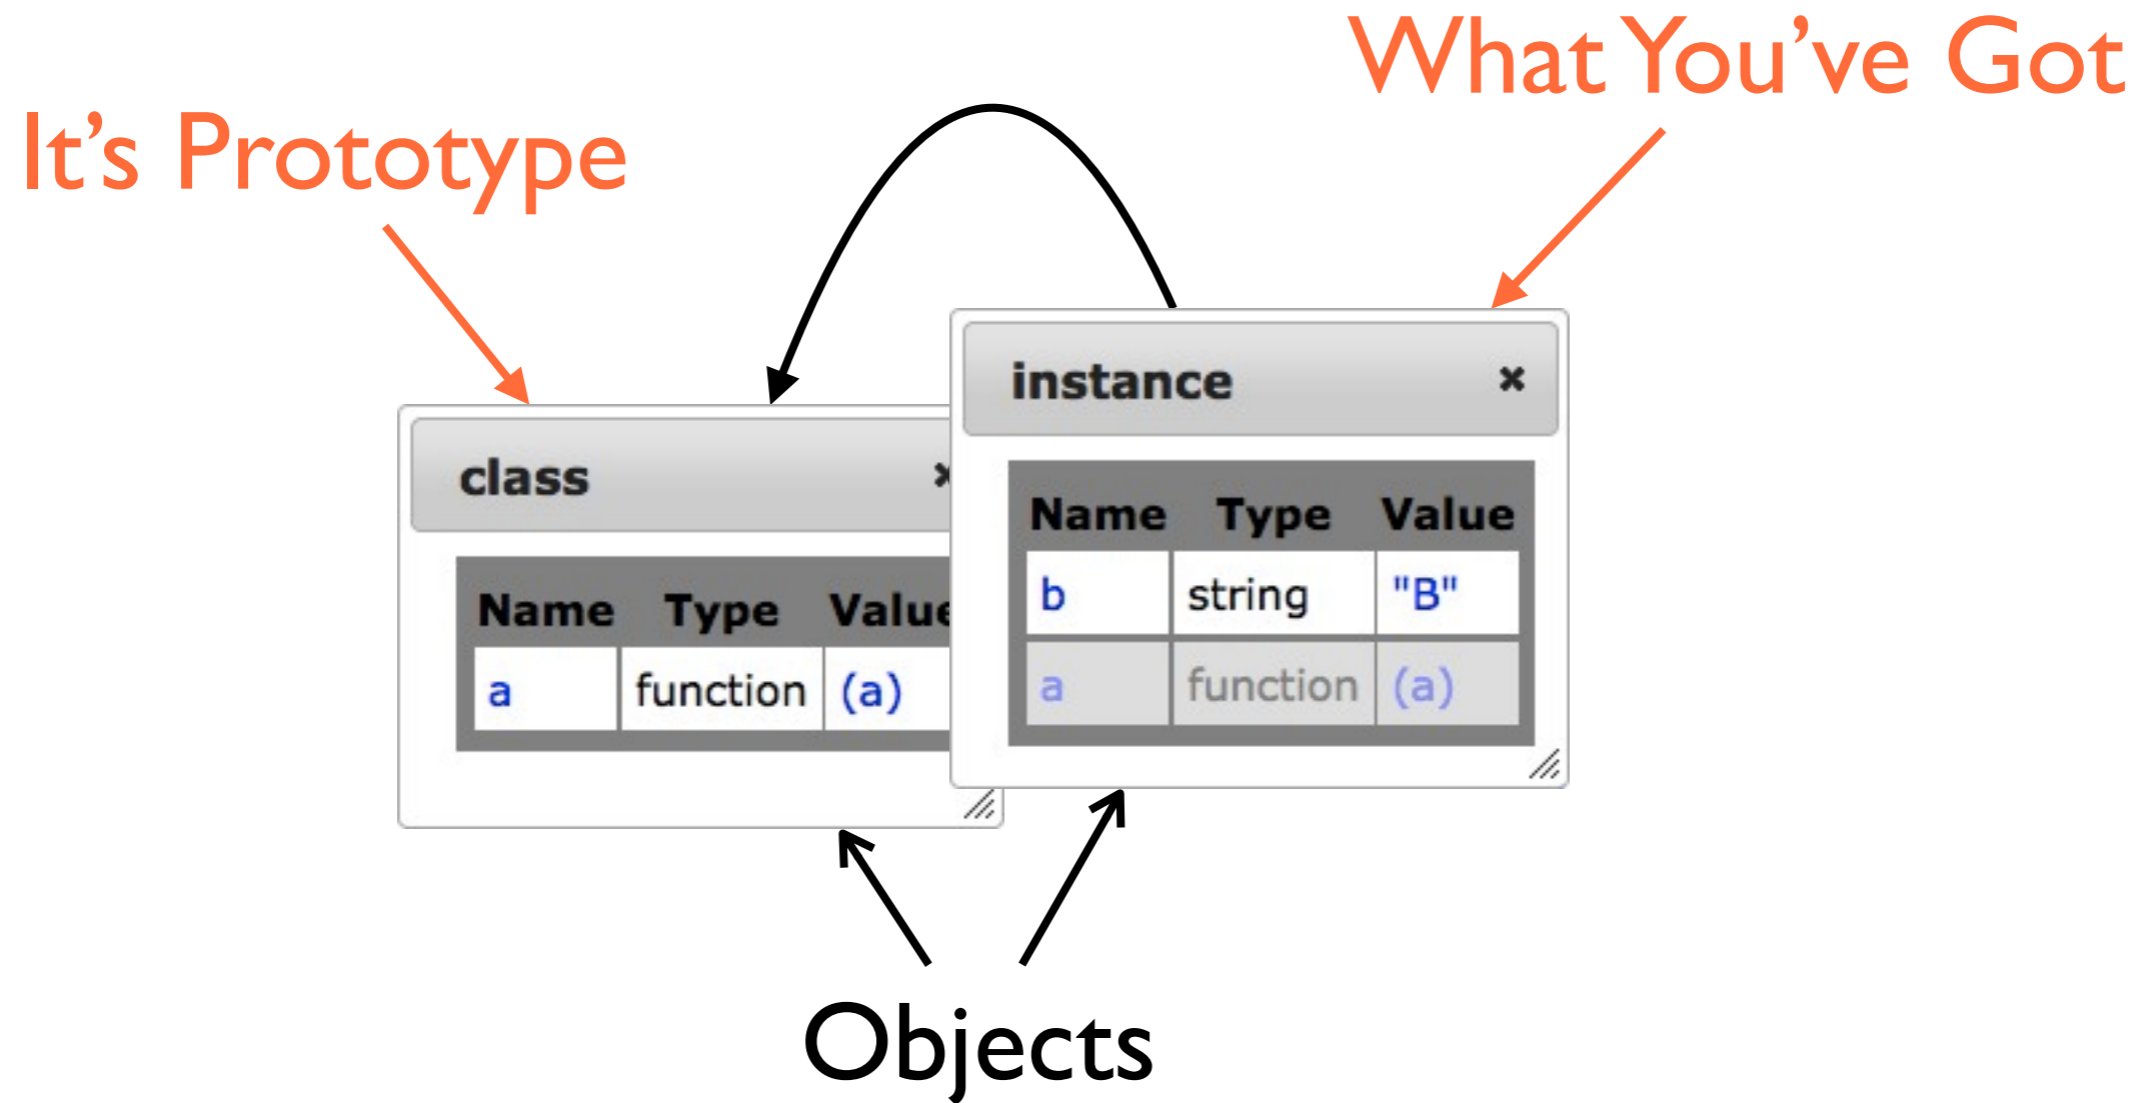 What You've Got
It's Prototype
instance
class
Name Type Value
b string "B"
a function (a)
Name Type Value
a function (a)
Objects